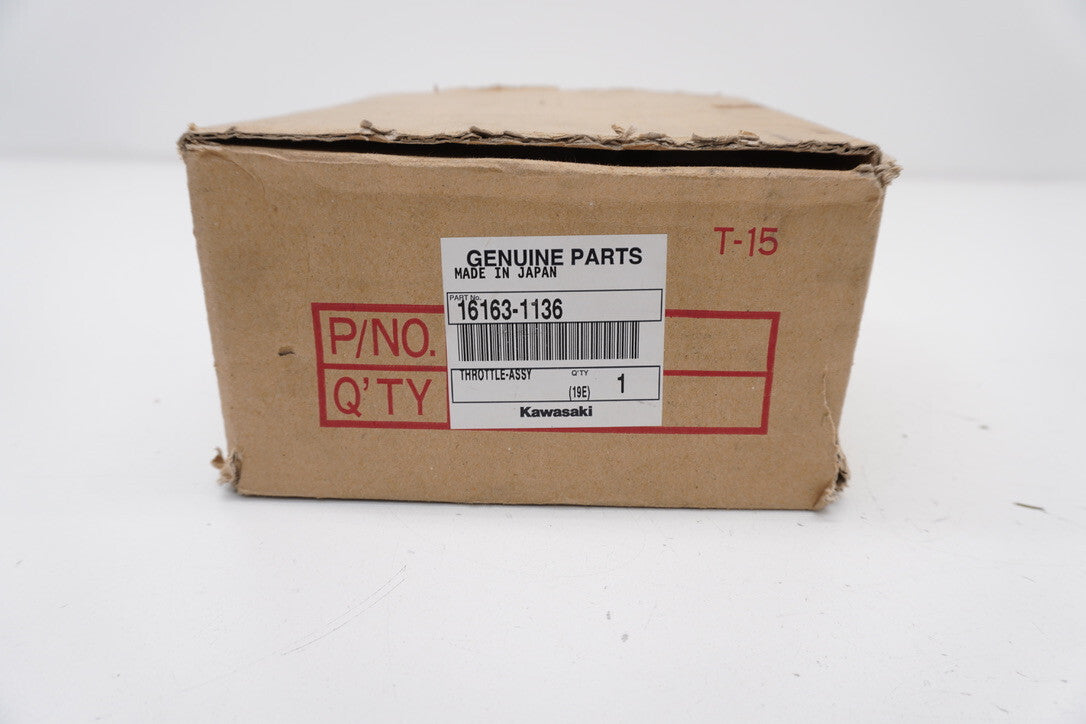 T-15
GENUINE PARTS
MADE IN JAPAN
PART No.
16163-1136
P/NO.
THROTTLE-ASSY Q'TY
(19E) 1
Q'TY
Kawasaki